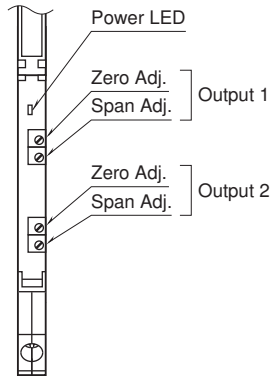 Power LED
Zero Adj.
Span Adj.
Output 1
Zero Adj.
Span Adj.
Output 2